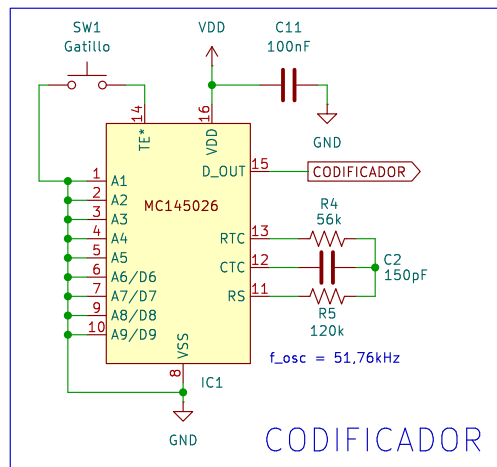 SW1
Gatillo
VDD
C11
100nF
GND
14
TE*
16
VDD
15
D_OUT
CODIFICADOR
MC145026
1 A1
2 A2
3 A3
4 A4
5 A5
6 A6/D6
7 A7/D7
9 A8/D8
10 A9/D9
RTC 13
CTC 12
RS 11
R4
56k
C2
150pF
R5
120k
VSS
8
IC1
f_osc = 51,76kHz
GND
CODIFICADOR